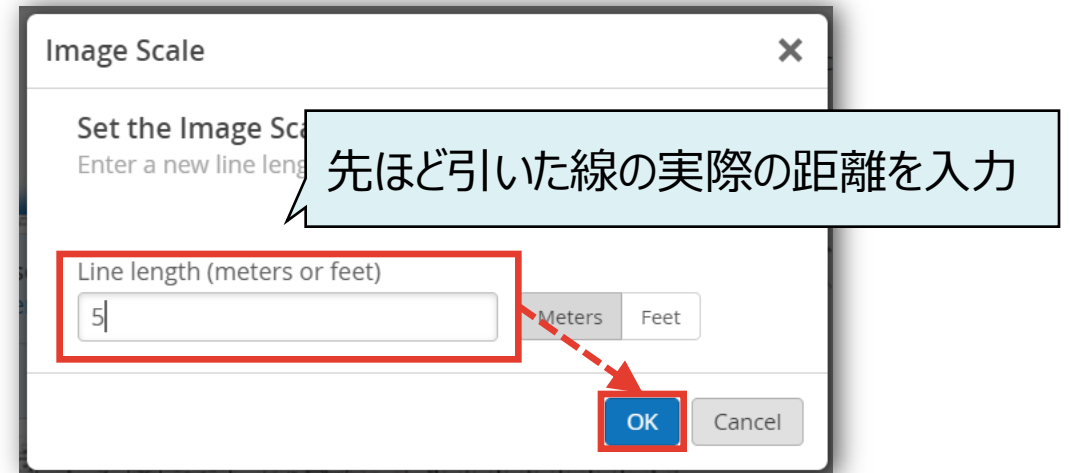 Image Scale
Set the Image Sca
Enter a new line leng
先ほど引いた線の実際の距離を入力
Line length (meters or feet)
5
Meters
Feet
OK
Cancel